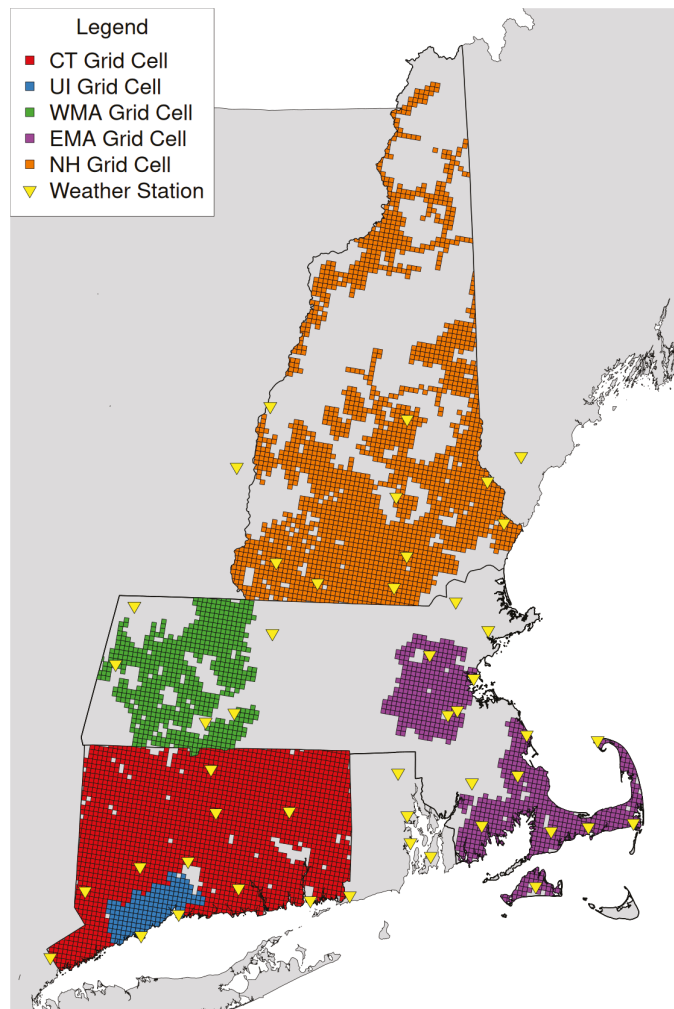 Legend
CT Grid Cell
UI Grid Cell
WMA Grid Cell
EMA Grid Cell
NH Grid Cell
Weather Station